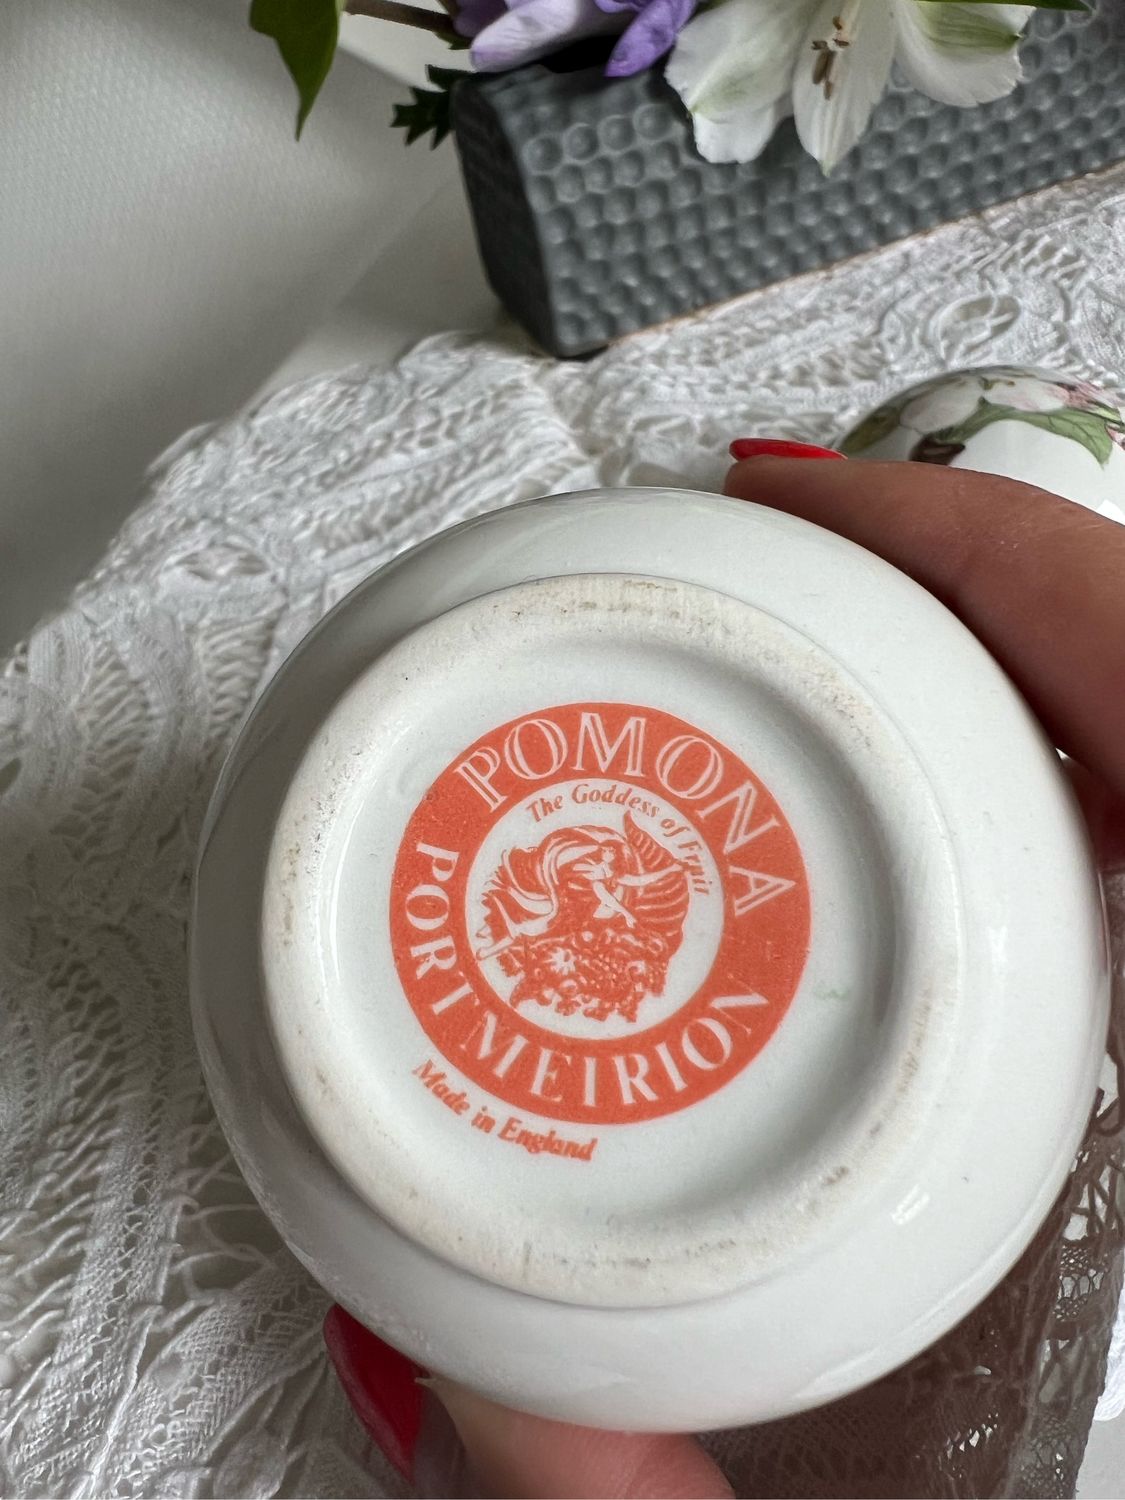 POMONA
The Goddess of Fruit
PORTMEIRION
Made in England